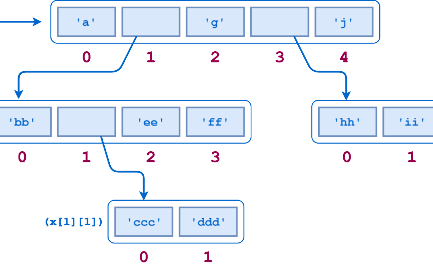 'a' 'g' 'j'
0 1 2 3 4
'bb' 'ee' 'ff' 'hh' 'ii'
0 1 2 3 0 1
(x[1][1]) 'ccc' 'ddd'
0 1